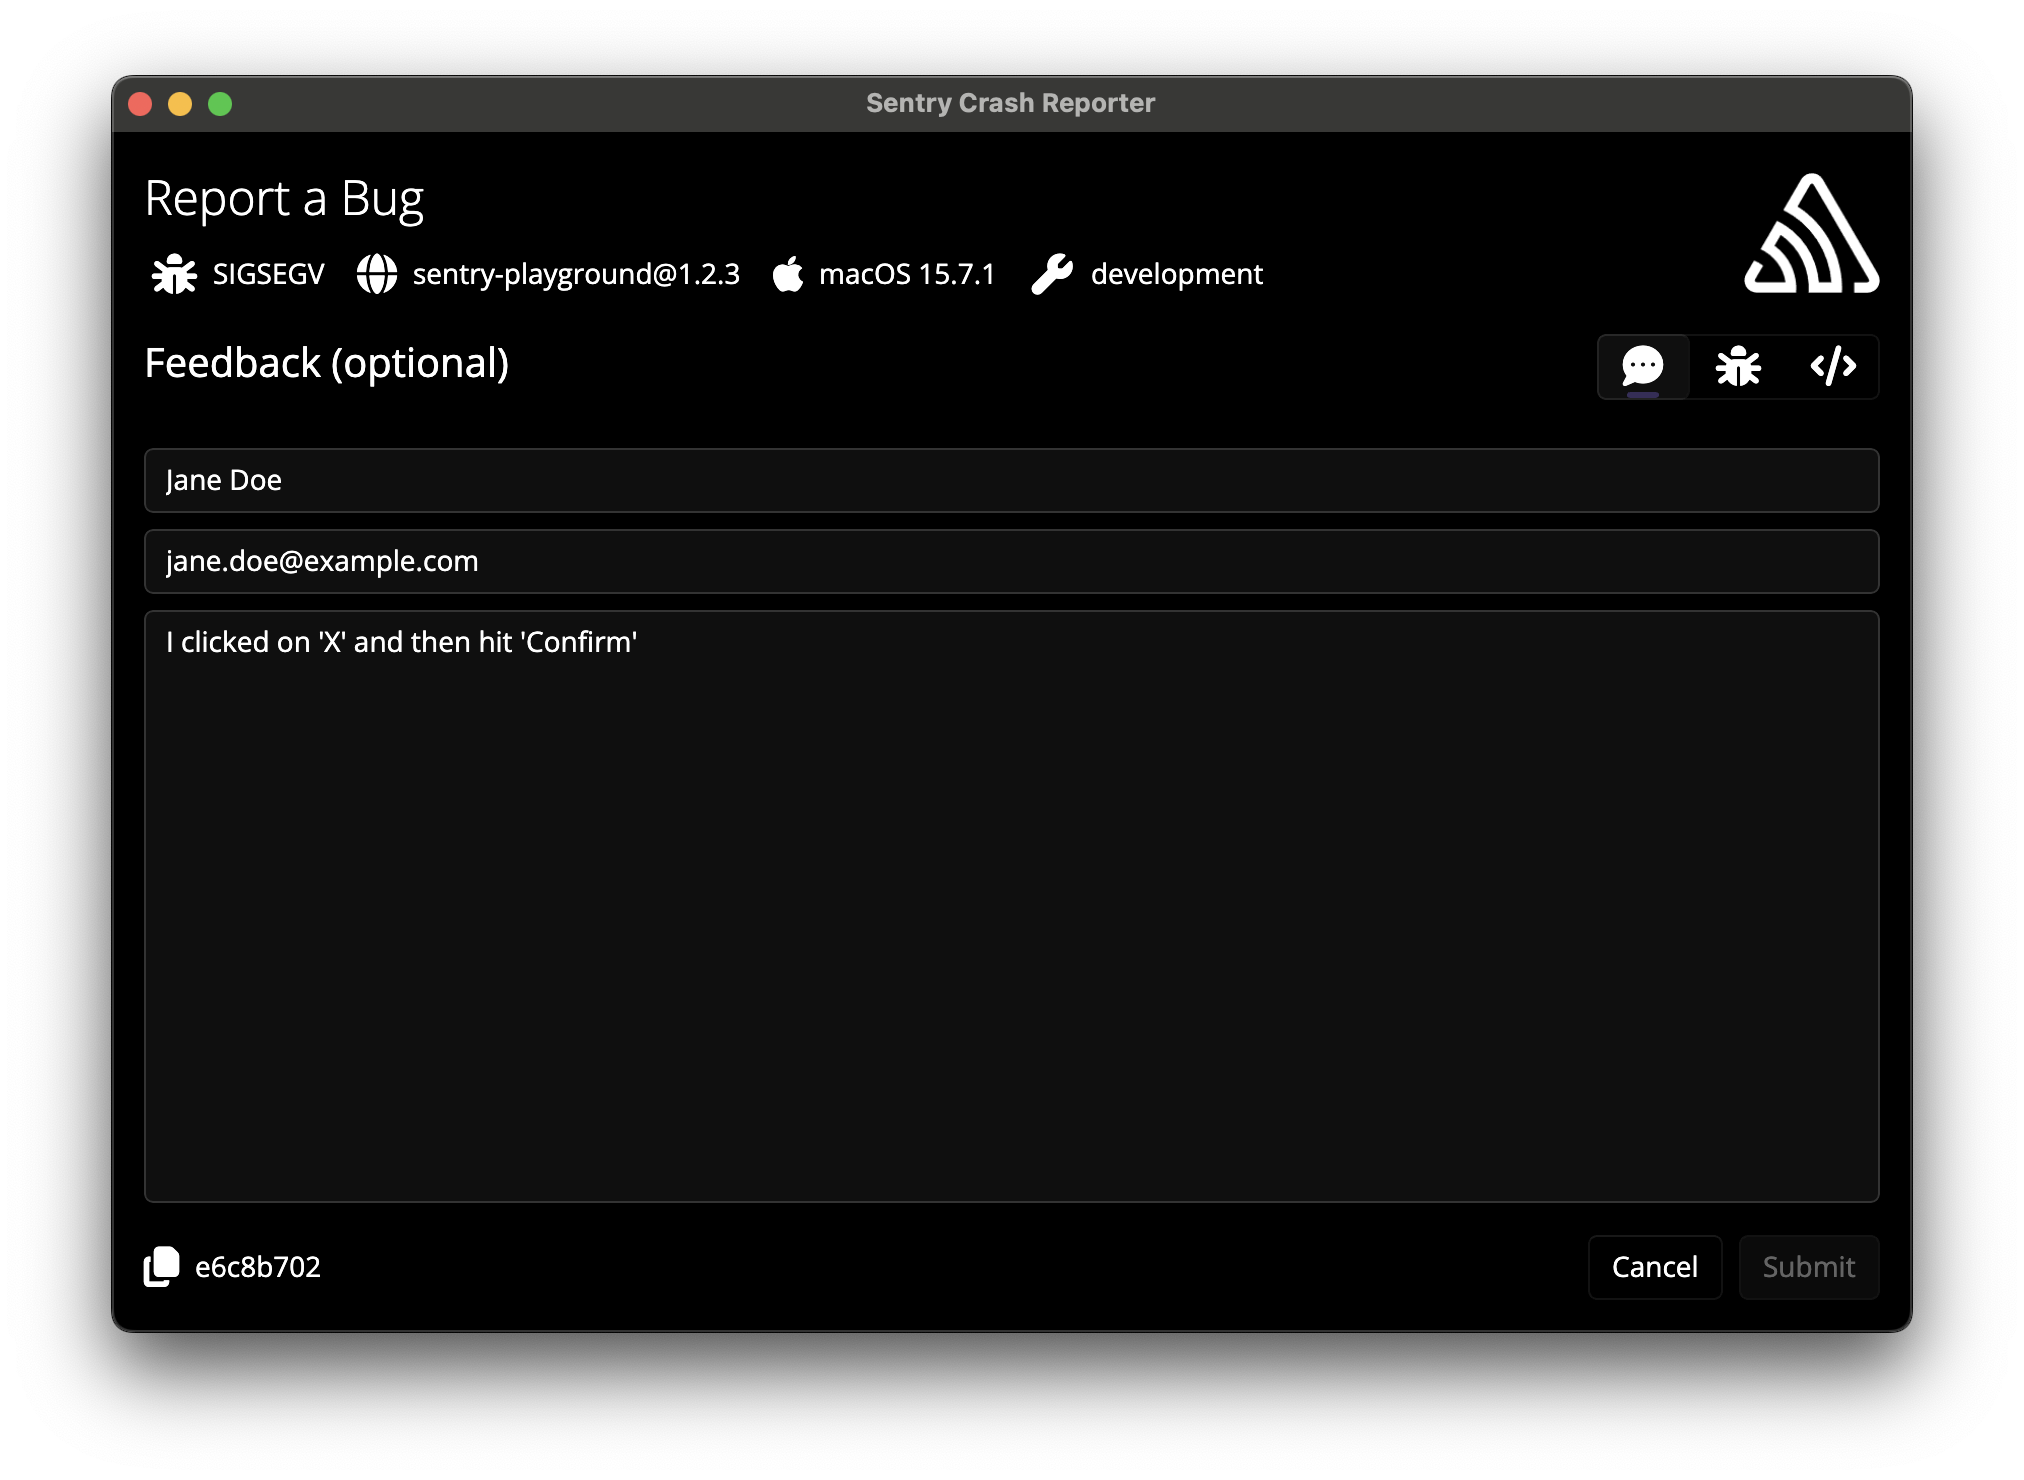 Sentry Crash Reporter
Report a Bug
SIGSEGV sentry-playground@1.2.3 macOS 15.7.1 development
Feedback (optional)
Jane Doe
jane.doe@example.com
I clicked on 'X' and then hit 'Confirm'
e6c8b702
Cancel Submit